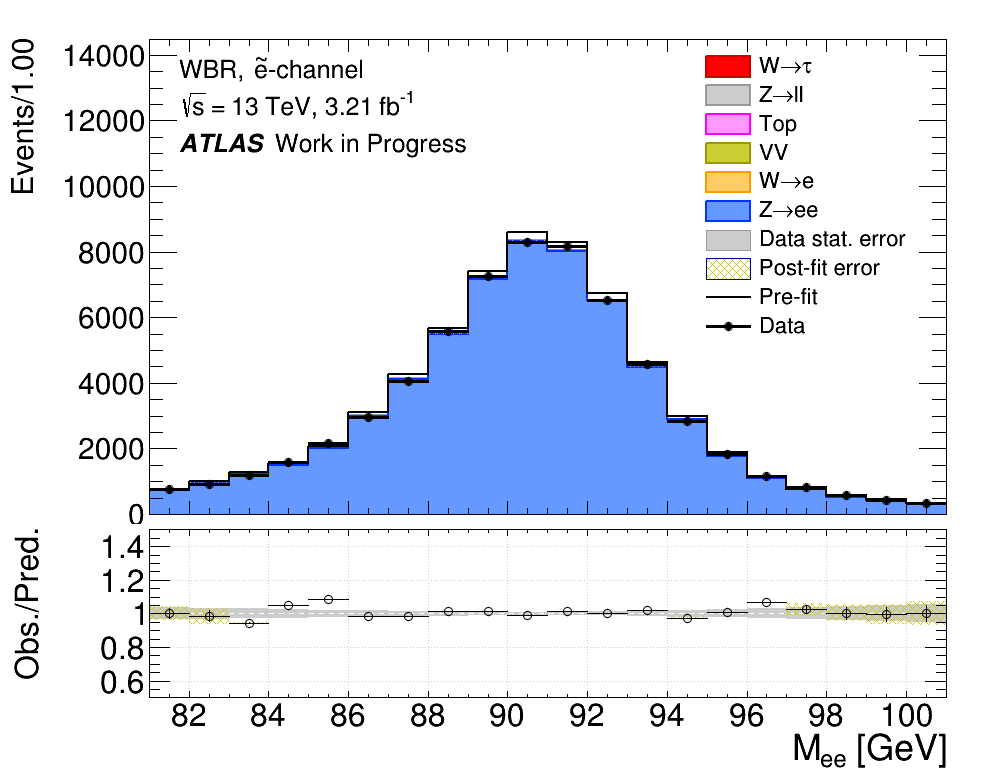 Events/1.00
14000
12000
10000
8000
6000
4000
2000
0
WBR, ẽ-channel
√s = 13 TeV, 3.21 fb⁻¹
ATLAS Work in Progress
W→τ
Z→ll
Top
VV
W→e
Z→ee
Data stat. error
Post-fit error
Pre-fit
Data
Obs./Pred.
1.4
1.2
1
0.8
0.6
82 84 86 88 90 92 94 96 98 100
Mee [GeV]